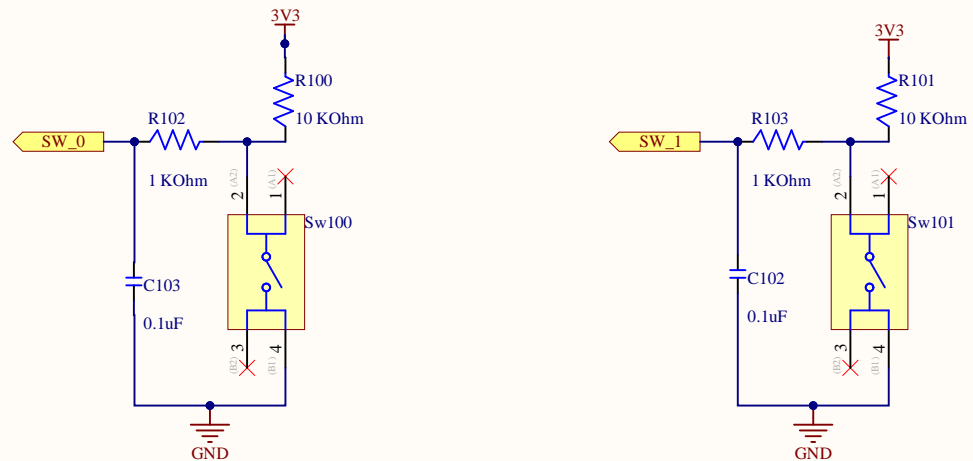 3V3
R100
10 KOhm
R102
SW_0
1 KOhm
(A2)
2
(A1)
1
Sw100
C103
0.1uF
3
(B2)
4
(B1)
GND
3V3
R101
10 KOhm
R103
SW_1
1 KOhm
(A2)
2
(A1)
1
Sw101
C102
0.1uF
3
(B2)
4
(B1)
GND